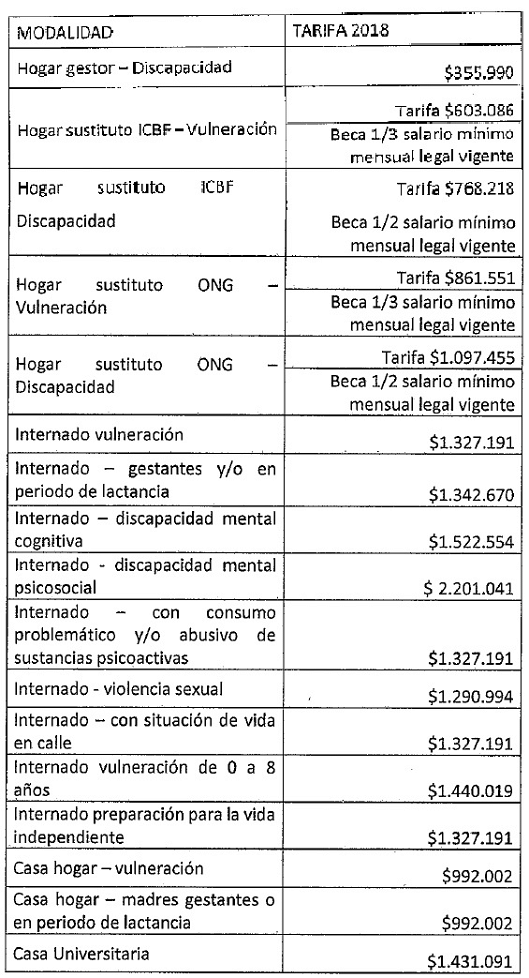 MODALIDAD
TARIFA 2018
Hogar gestor – Discapacidad
$355.990
Hogar sustituto ICBF – Vulneración
Tarifa $603.086
Beca 1/3 salario mínimo
mensual legal vigente
Hogar sustituto ICBF
Discapacidad
Tarifa $768.218
Beca 1/2 salario mínimo
mensual legal vigente
Hogar sustituto ONG –
Vulneración
Tarifa $861.551
Beca 1/3 salario mínimo
mensual legal vigente
Hogar sustituto ONG –
Discapacidad
Tarifa $1.097.455
Beca 1/2 salario mínimo
mensual legal vigente
Internado vulneración
$1.327.191
Internado – gestantes y/o en
periodo de lactancia
$1.342.670
Internado – discapacidad mental
cognitiva
$1.522.554
Internado - discapacidad mental
psicosocial
$ 2.201.041
Internado – con consumo
problemático y/o abusivo de
sustancias psicoactivas
$1.327.191
Internado - violencia sexual
$1.290.994
Internado – con situación de vida
en calle
$1.327.191
Internado vulneración de 0 a 8
años
$1.440.019
Internado preparación para la vida
independiente
$1.327.191
Casa hogar – vulneración
$992.002
Casa hogar – madres gestantes o
en periodo de lactancia
$992.002
Casa Universitaria
$1.431.091